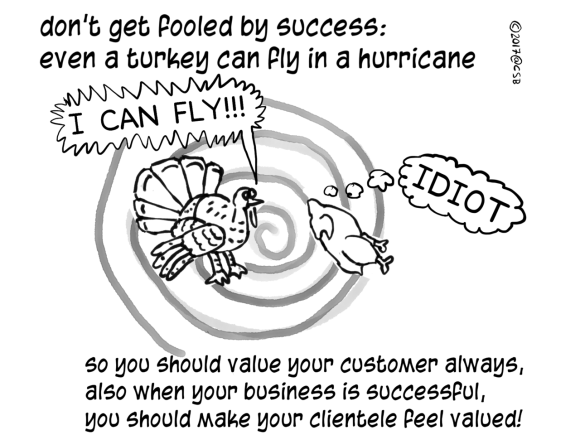 don't get fooled by success:
even a turkey can fly in a hurricane
©2017@CSB
I CAN FLY!!!
IDIOT
so you should value your customer always,
also when your business is successful,
you should make your clientele feel valued!